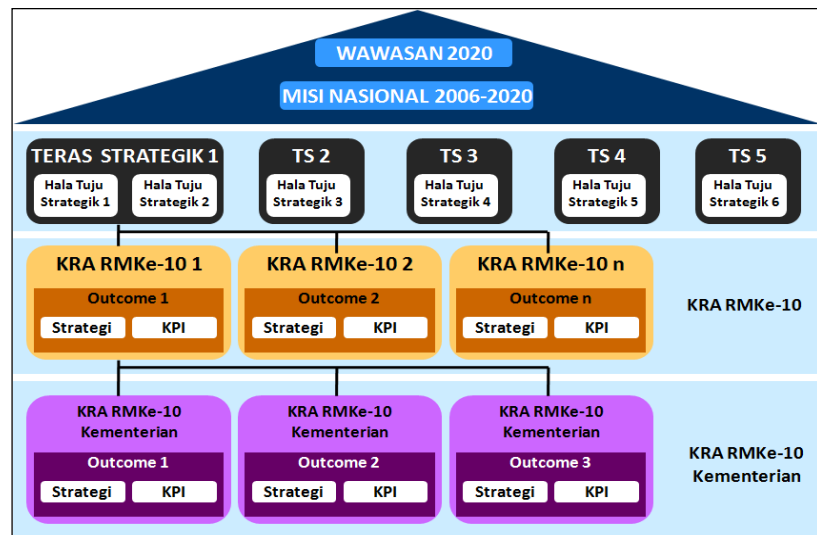 WAWASAN 2020
MISI NASIONAL 2006-2020
TERAS STRATEGIK 1
Hala Tuju
Strategik 1
Hala Tuju
Strategik 2
TS 2
Hala Tuju
Strategik 3
TS 3
Hala Tuju
Strategik 4
TS 4
Hala Tuju
Strategik 5
TS 5
Hala Tuju
Strategik 6
KRA RMKe-10 1
Outcome 1
Strategi
KPI
KRA RMKe-10 2
Outcome 2
Strategi
KPI
KRA RMKe-10 n
Outcome n
Strategi
KPI
KRA RMKe-10
KRA RMKe-10
Kementerian
Outcome 1
Strategi
KPI
KRA RMKe-10
Kementerian
Outcome 2
Strategi
KPI
KRA RMKe-10
Kementerian
Outcome 3
Strategi
KPI
KRA RMKe-10
Kementerian